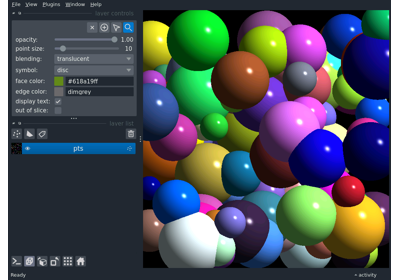 File View Plugins Window Help
layer controls
opacity: 1.00
point size: 10
blending: translucent
symbol: disc
face color: #618a19ff
edge color: dimgrey
display text:
out of slice:
layer list
pts
Ready
activity